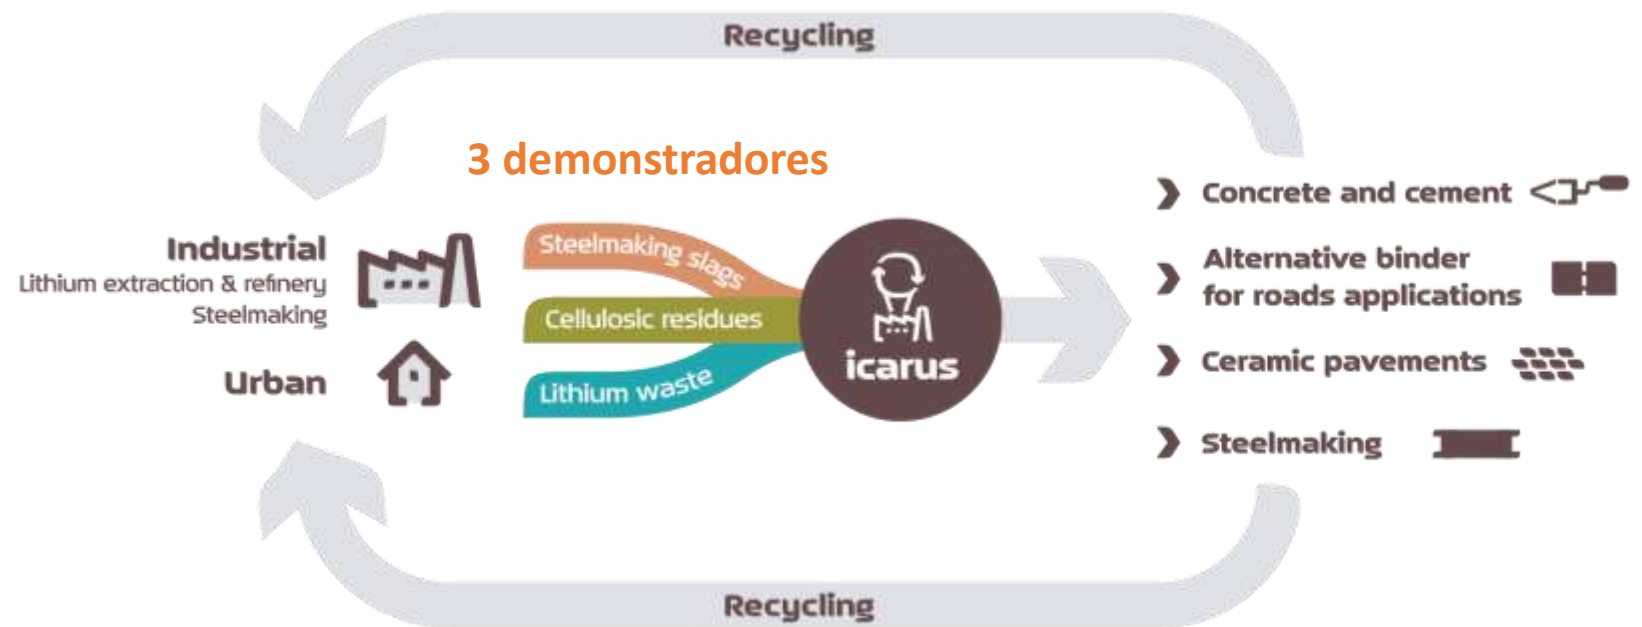 Recycling
3 demonstradores
Industrial
Lithium extraction & refinery
Steelmaking
Urban
Steelmaking slags
Cellulosic residues
Lithium waste
icarus
Concrete and cement
Alternative binder
for roads applications
Ceramic pavements
Steelmaking
Recycling